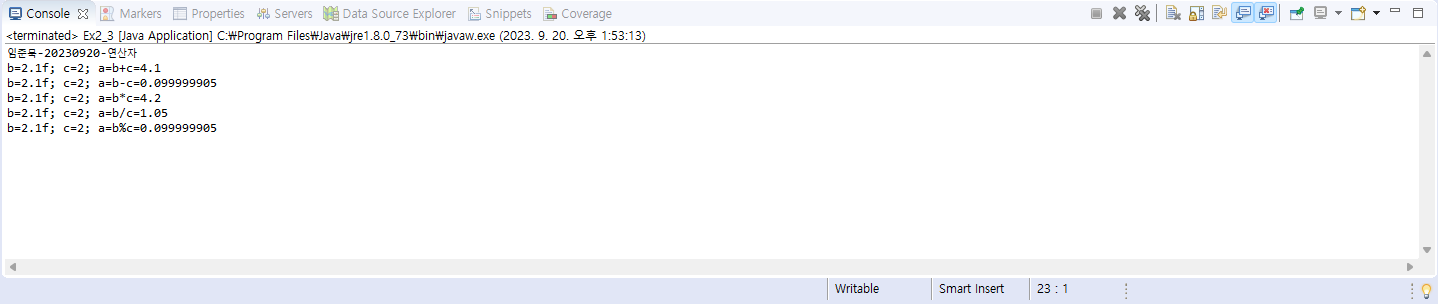 Console Markers Properties Servers Data Source Explorer Snippets Coverage
<terminated> Ex2_3 [Java Application] C:₩Program Files₩Java₩jre1.8.0_73₩bin₩javaw.exe (2023. 9. 20. 오후 1:53:13)
임준묵-20230920-연산자
b=2.1f; c=2; a=b+c=4.1
b=2.1f; c=2; a=b-c=0.099999905
b=2.1f; c=2; a=b*c=4.2
b=2.1f; c=2; a=b/c=1.05
b=2.1f; c=2; a=b%c=0.099999905
Writable Smart Insert 23 : 1